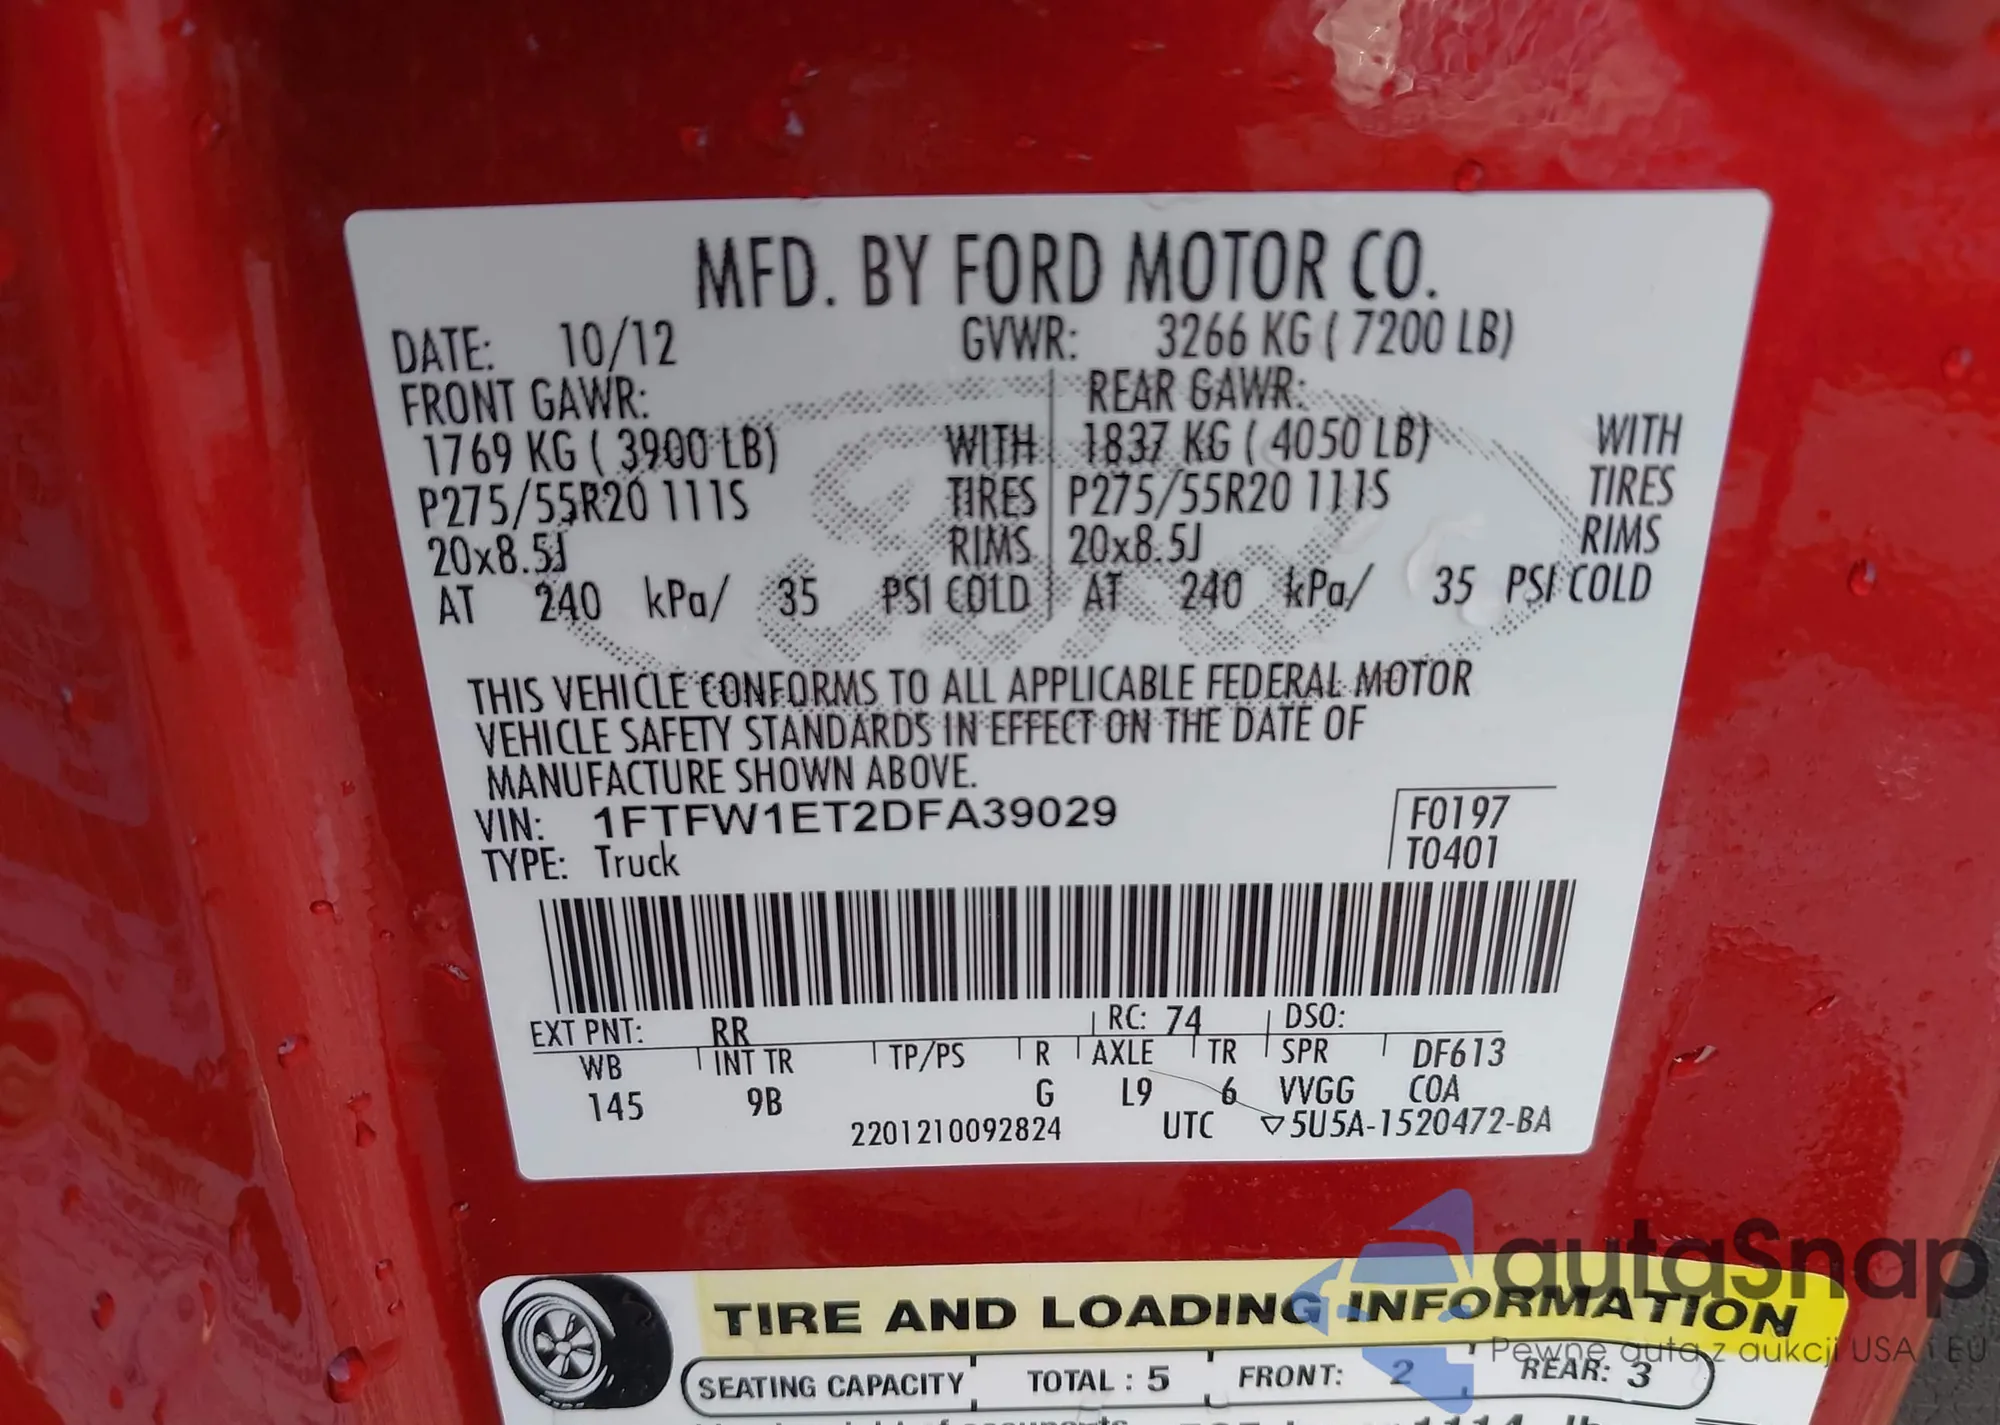 MFD. BY FORD MOTOR CO.
DATE: 10/12 GVWR: 3266 KG ( 7200 LB)
FRONT GAWR: REAR GAWR:
1769 KG ( 3900 LB) WITH 1837 KG ( 4050 LB) WITH
P275/55R20 111S TIRES P275/55R20 111S TIRES
20x8.5J RIMS 20x8.5J RIMS
AT 240 kPa/ 35 PSI COLD AT 240 kPa/ 35 PSI COLD
Ford
THIS VEHICLE CONFORMS TO ALL APPLICABLE FEDERAL MOTOR
VEHICLE SAFETY STANDARDS IN EFFECT ON THE DATE OF
MANUFACTURE SHOWN ABOVE.
VIN: 1FTFW1ET2DFA39029 F0197
TYPE: Truck T0401
EXT PNT: RR RC: 74 DSO:
WB INT TR TP/PS R AXLE TR SPR DF613
145 9B G L9 6 VVGG COA
2201210092824 UTC ▽5U5A-1520472-BA
TIRE AND LOADING INFORMATION
SEATING CAPACITY TOTAL : 5 FRONT: 2 REAR: 3
autaSnap
Pewne auta z aukcji USA i EU